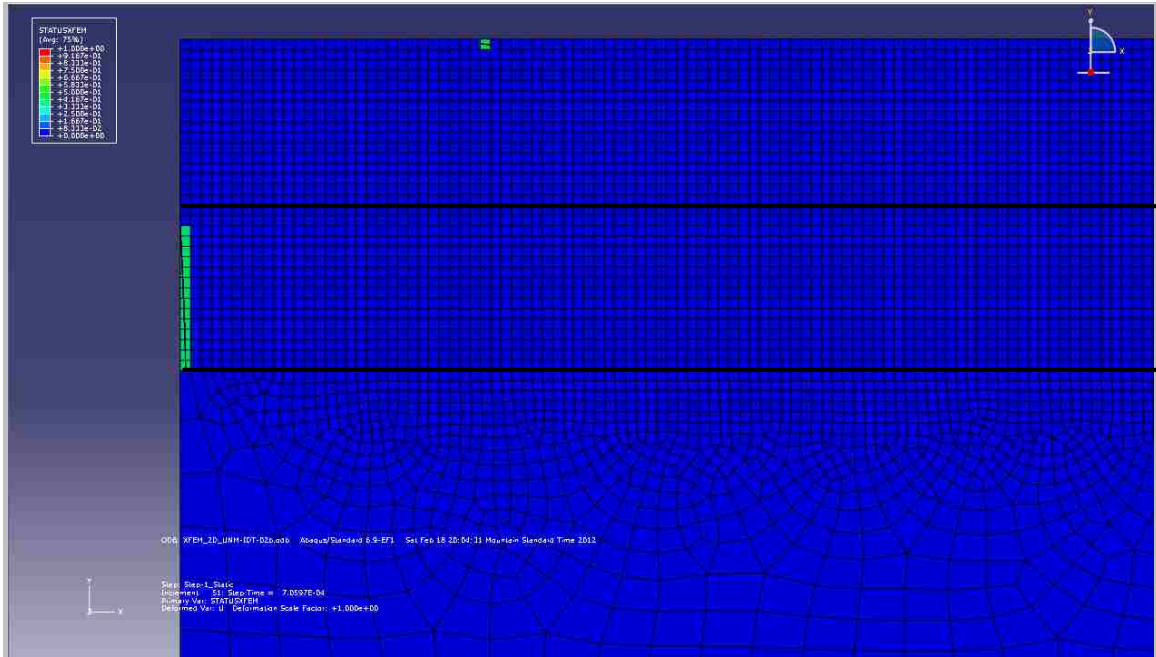 STATUSXFEM
(Avg: 75%)
+1.000e+00
+9.167e-01
+8.333e-01
+7.500e-01
+6.667e-01
+5.833e-01
+5.000e-01
+4.167e-01
+3.333e-01
+2.500e-01
+1.667e-01
+8.333e-02
+0.000e+00
Y
X
ODB: XFEM_2D_UNM-IDT-02b.odb Abaqus/Standard 6.9-EF1 Sat Feb 18 20:04:31 Mountain Standard Time 2012
Y
X
Step: Step-1_Static
Increment 51: Step Time = 7.0597E-04
Primary Var: STATUSXFEM
Deformed Var: U Deformation Scale Factor: +1.000e+00